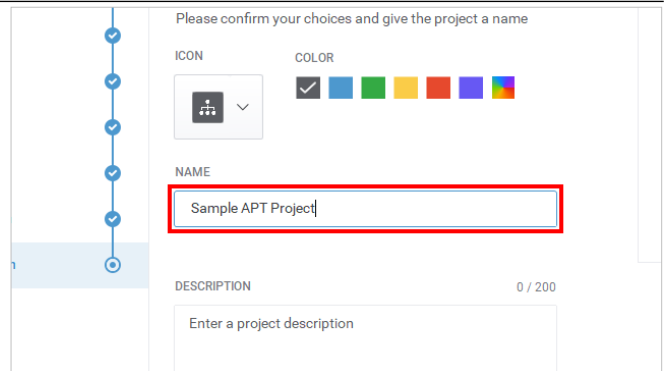 Please confirm your choices and give the project a name
ICON
COLOR
NAME
Sample APT Project
n
DESCRIPTION
0 / 200
Enter a project description